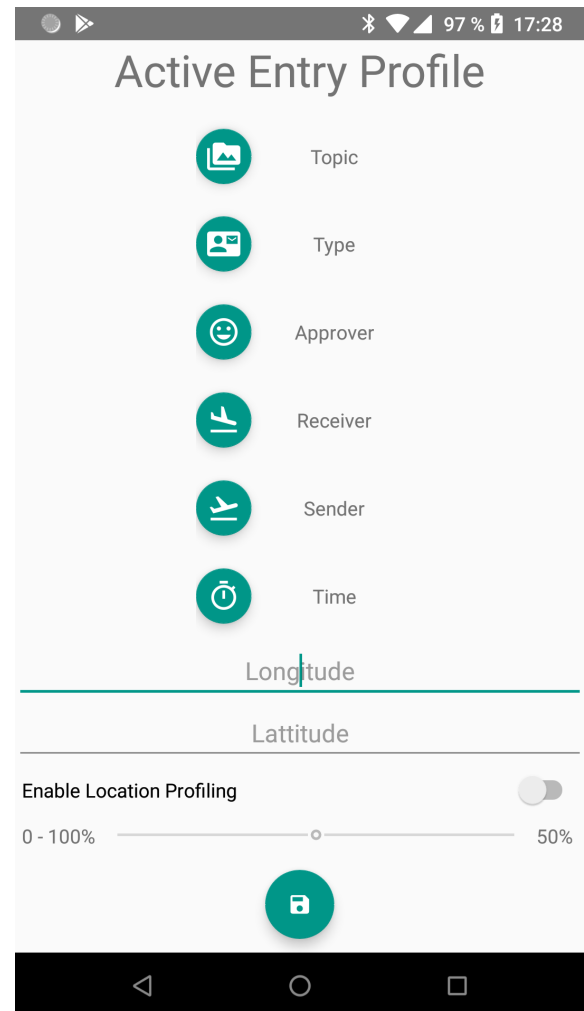 97 % 17:28
Active Entry Profile
Topic
Type
Approver
Receiver
Sender
Time
Longitude
Lattitude
Enable Location Profiling
0 - 100% 50%